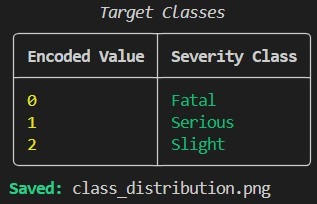 Target Classes
Encoded Value Severity Class
0 Fatal
1 Serious
2 Slight
Saved: class_distribution.png